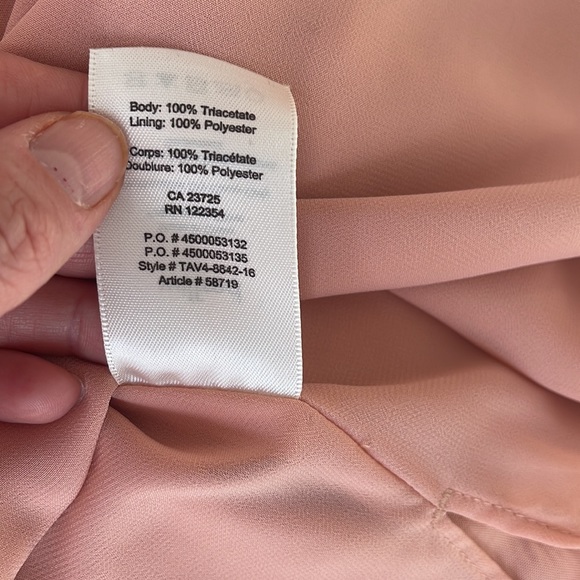 Body: 100% Triacetate
Lining: 100% Polyester
Corps: 100% Triacétate
Doublure: 100% Polyester
CA 23725
RN 122354
P.O. # 4500053132
P.O. # 4500053135
Style # TAV4-8642-16
Article # 58719